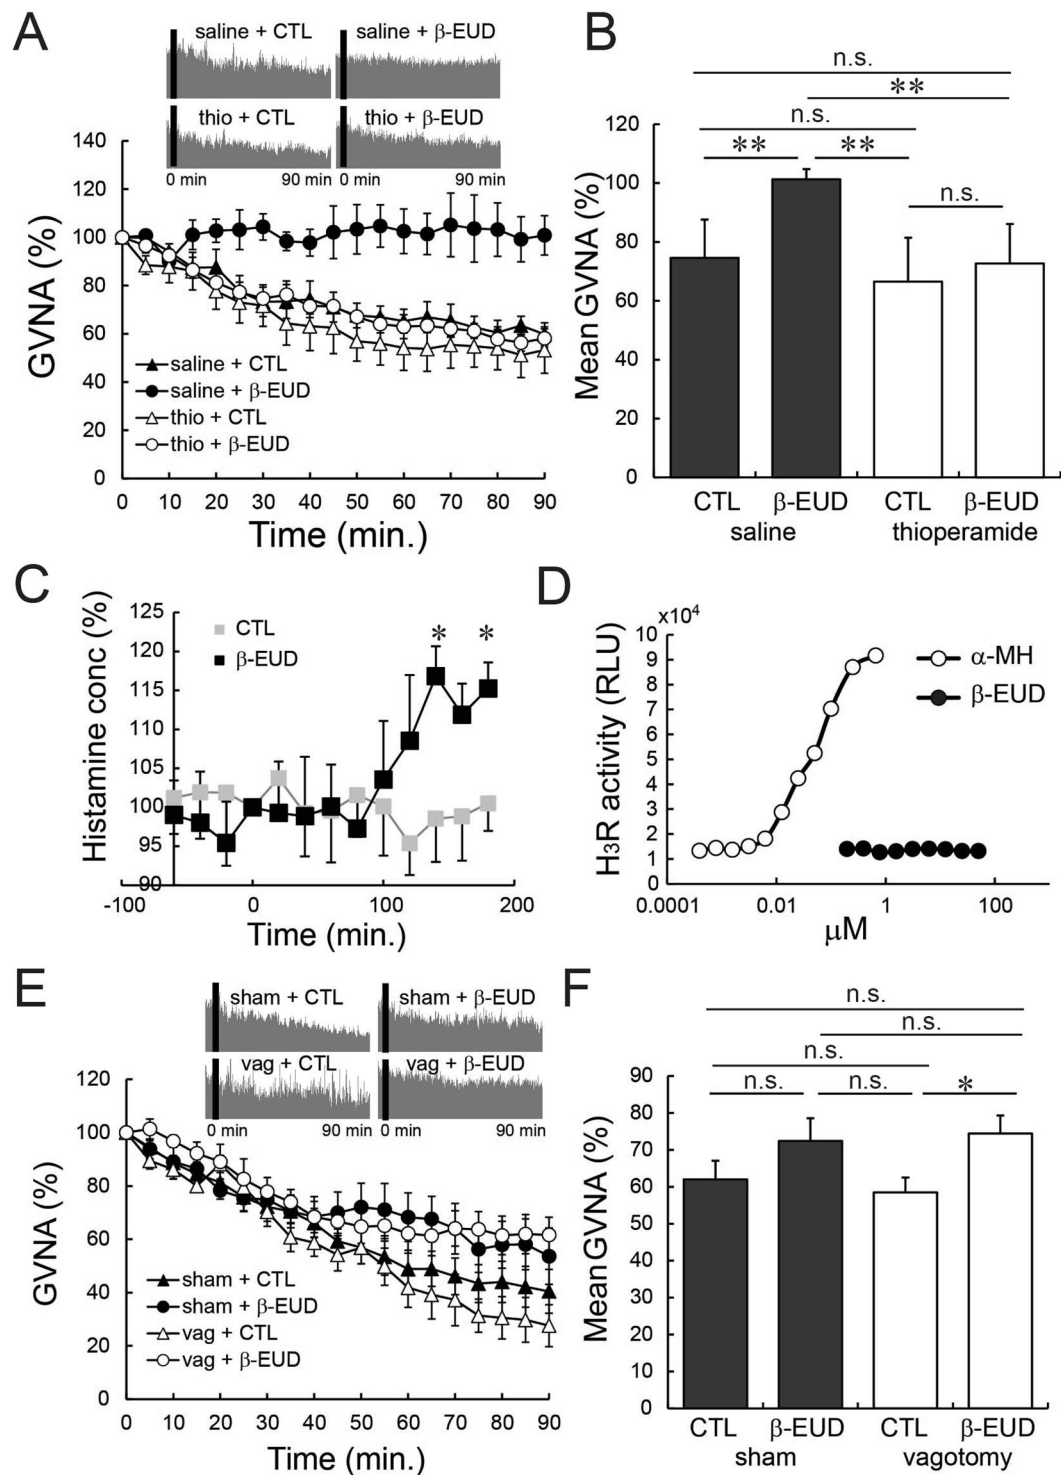 A
saline + CTL
saline + β-EUD
thio + CTL
thio + β-EUD
0 min
90 min
0 min
90 min
GVNA (%)
140
120
100
80
60
40
20
0
saline + CTL
saline + β-EUD
thio + CTL
thio + β-EUD
0 10 20 30 40 50 60 70 80 90
Time (min.)
B
n.s.
**
n.s.
** **
n.s.
Mean GVNA (%)
120
100
80
60
40
20
0
CTL β-EUD CTL β-EUD
saline thioperamide
C
Histamine conc (%)
125
120
115
110
105
100
95
90
CTL
β-EUD
* *
-100 0 100 200
Time (min.)
D
x10⁴
H₃R activity (RLU)
10
9
8
7
6
5
4
3
2
1
0
α-MH
β-EUD
0.0001 0.01 1 100
μM
E
sham + CTL
sham + β-EUD
vag + CTL
vag + β-EUD
0 min
90 min
0 min
90 min
GVNA (%)
120
100
80
60
40
20
0
sham + CTL
sham + β-EUD
vag + CTL
vag + β-EUD
0 10 20 30 40 50 60 70 80 90
Time (min.)
F
n.s.
n.s.
n.s.
n.s. n.s. *
Mean GVNA (%)
90
80
70
60
50
40
30
20
10
0
CTL β-EUD CTL β-EUD
sham vagotomy